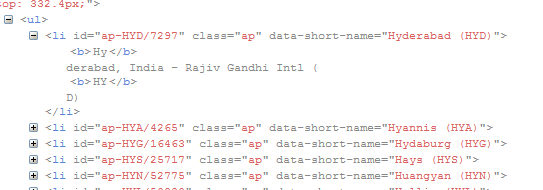 top: 332.4px;">
<ul>
<li id="ap-HYD/7297" class="ap" data-short-name="Hyderabad (HYD)">
<b>Hy</b>
derabad, India - Rajiv Gandhi Intl (
<b>HY</b>
D)
</li>
<li id="ap-HYA/4265" class="ap" data-short-name="Hyannis (HYA)">
<li id="ap-HYG/16463" class="ap" data-short-name="Hydaburg (HYG)">
<li id="ap-HYS/25717" class="ap" data-short-name="Hays (HYS)">
<li id="ap-HYN/52775" class="ap" data-short-name="Huangyan (HYN)">